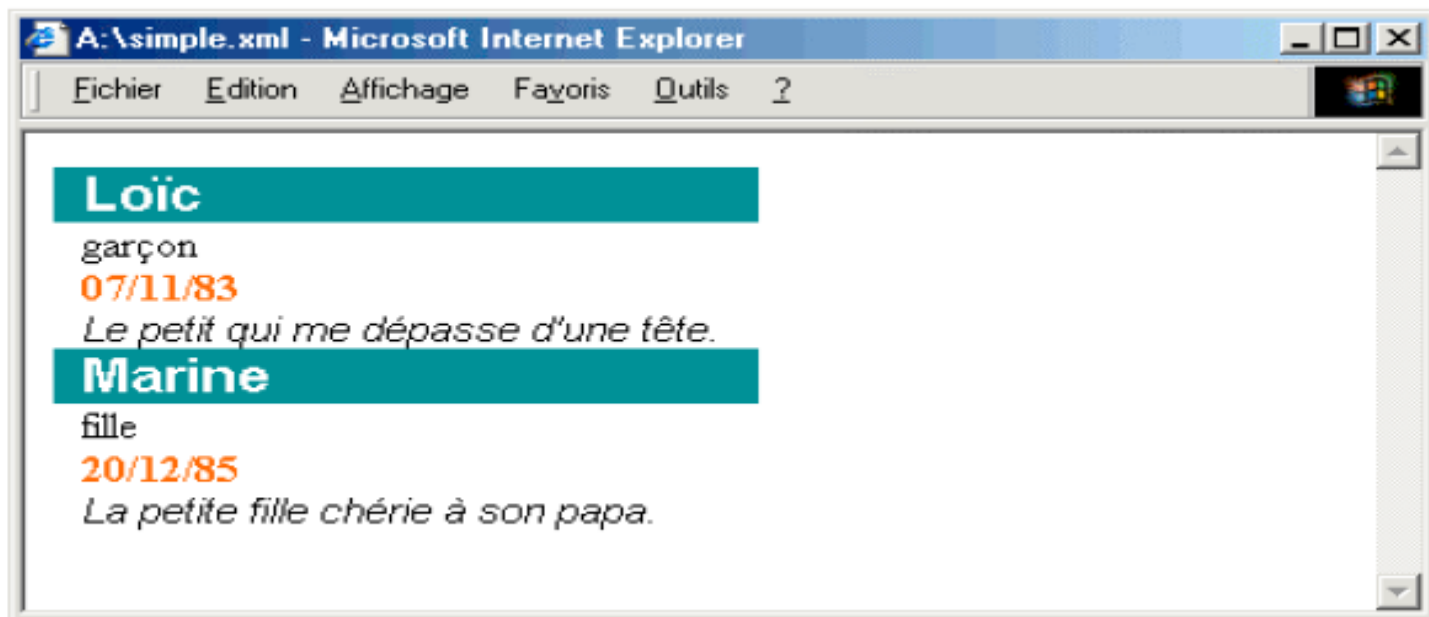 A:\simple.xml - Microsoft Internet Explorer
Fichier Edition Affichage Favoris Outils ?
Loïc
garçon
07/11/83
Le petit qui me dépasse d'une tête.
Marine
fille
20/12/85
La petite fille chérie à son papa.